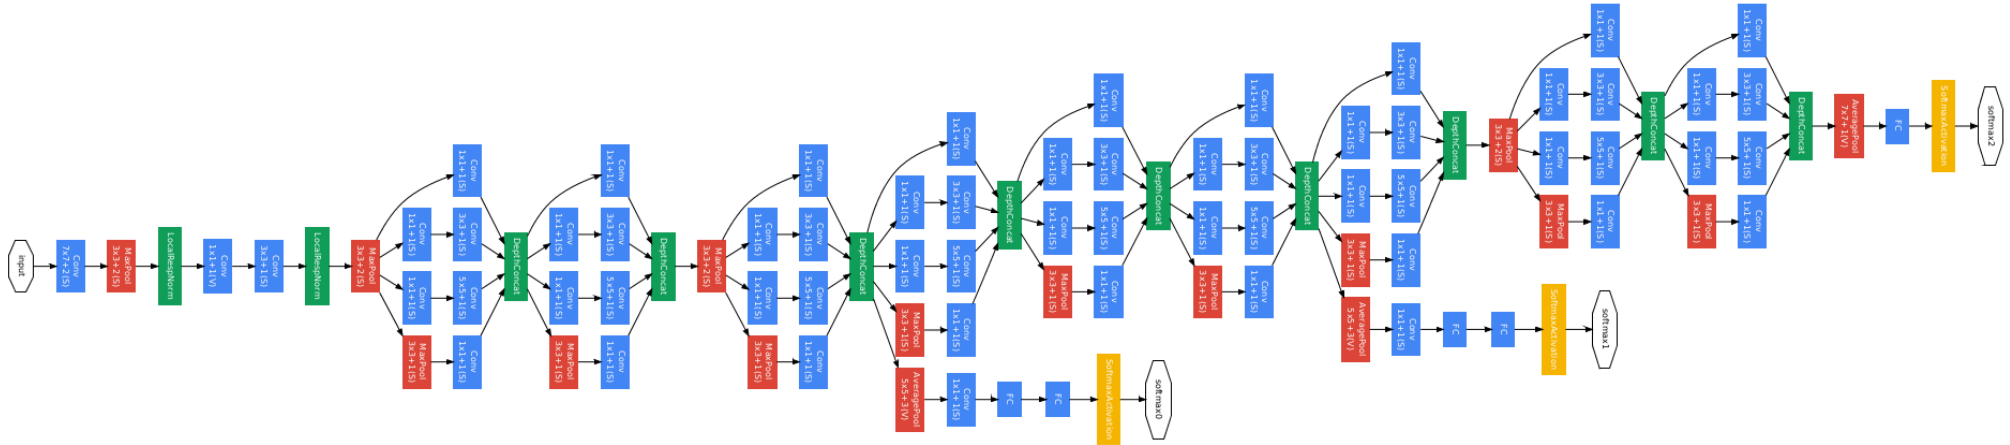 input
Conv
7x7+2(S)
MaxPool
3x3+2(S)
LocalRespNorm
Conv
1x1+1(V)
Conv
3x3+1(S)
LocalRespNorm
MaxPool
3x3+2(S)
Conv
1x1+1(S)
Conv
1x1+1(S)
MaxPool
3x3+1(S)
Conv
1x1+1(S)
Conv
3x3+1(S)
Conv
5x5+1(S)
Conv
1x1+1(S)
DepthConcat
Conv
1x1+1(S)
Conv
1x1+1(S)
MaxPool
3x3+1(S)
Conv
1x1+1(S)
Conv
3x3+1(S)
Conv
5x5+1(S)
Conv
1x1+1(S)
DepthConcat
MaxPool
3x3+2(S)
Conv
1x1+1(S)
Conv
1x1+1(S)
MaxPool
3x3+1(S)
Conv
1x1+1(S)
Conv
3x3+1(S)
Conv
5x5+1(S)
Conv
1x1+1(S)
DepthConcat
Conv
1x1+1(S)
Conv
1x1+1(S)
MaxPool
3x3+1(S)
AveragePool
5x5+3(V)
Conv
1x1+1(S)
Conv
3x3+1(S)
Conv
5x5+1(S)
Conv
1x1+1(S)
Conv
1x1+1(S)
DepthConcat
FC
FC
SoftmaxActivation
softmax0
Conv
1x1+1(S)
Conv
1x1+1(S)
MaxPool
3x3+1(S)
Conv
1x1+1(S)
Conv
3x3+1(S)
Conv
5x5+1(S)
Conv
1x1+1(S)
DepthConcat
Conv
1x1+1(S)
Conv
1x1+1(S)
MaxPool
3x3+1(S)
Conv
1x1+1(S)
Conv
3x3+1(S)
Conv
5x5+1(S)
Conv
1x1+1(S)
DepthConcat
Conv
1x1+1(S)
Conv
1x1+1(S)
MaxPool
3x3+1(S)
AveragePool
5x5+3(V)
Conv
1x1+1(S)
Conv
3x3+1(S)
Conv
5x5+1(S)
Conv
1x1+1(S)
Conv
1x1+1(S)
DepthConcat
FC
FC
SoftmaxActivation
softmax1
MaxPool
3x3+2(S)
Conv
1x1+1(S)
Conv
1x1+1(S)
MaxPool
3x3+1(S)
Conv
1x1+1(S)
Conv
3x3+1(S)
Conv
5x5+1(S)
Conv
1x1+1(S)
DepthConcat
Conv
1x1+1(S)
Conv
1x1+1(S)
MaxPool
3x3+1(S)
Conv
1x1+1(S)
Conv
3x3+1(S)
Conv
5x5+1(S)
Conv
1x1+1(S)
DepthConcat
AveragePool
7x7+1(V)
FC
SoftmaxActivation
softmax2